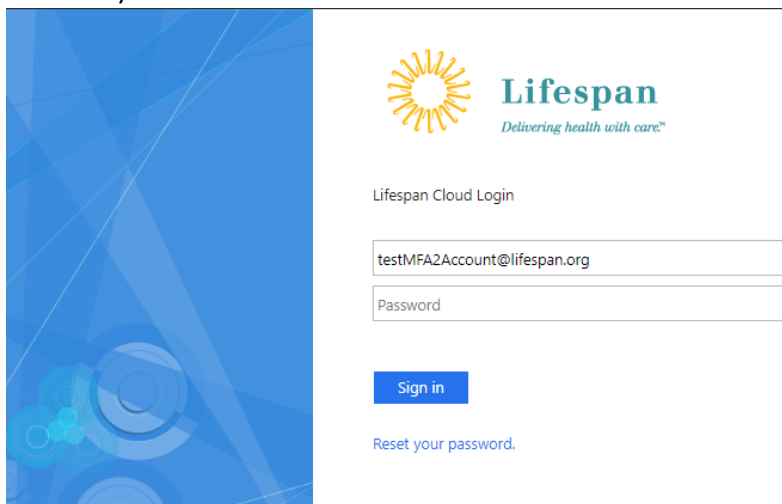 Lifespan
Delivering health with care.™
Lifespan Cloud Login
testMFA2Account@lifespan.org
Password
Sign in
Reset your password.